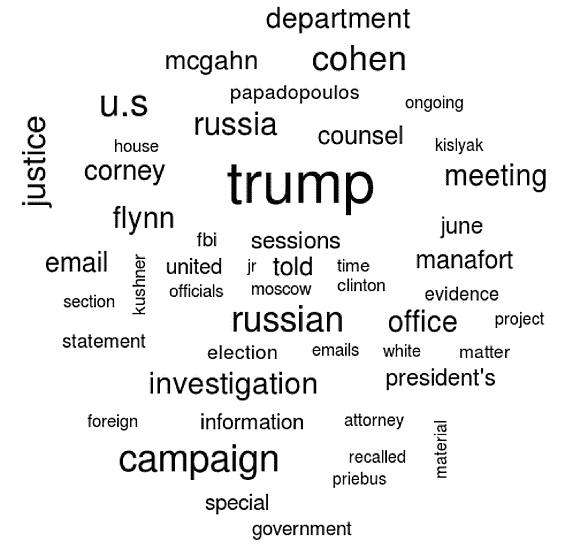 department
mcgahn cohen
papadopoulos
u.s ongoing
russia counsel
justice house kislyak
corney trump meeting
flynn june
fbi sessions
email kushner united jr told time manafort
section officials moscow clinton evidence
russian office project
statement
election emails white matter
investigation president's
foreign information attorney
campaign recalled material
priebus
special
government